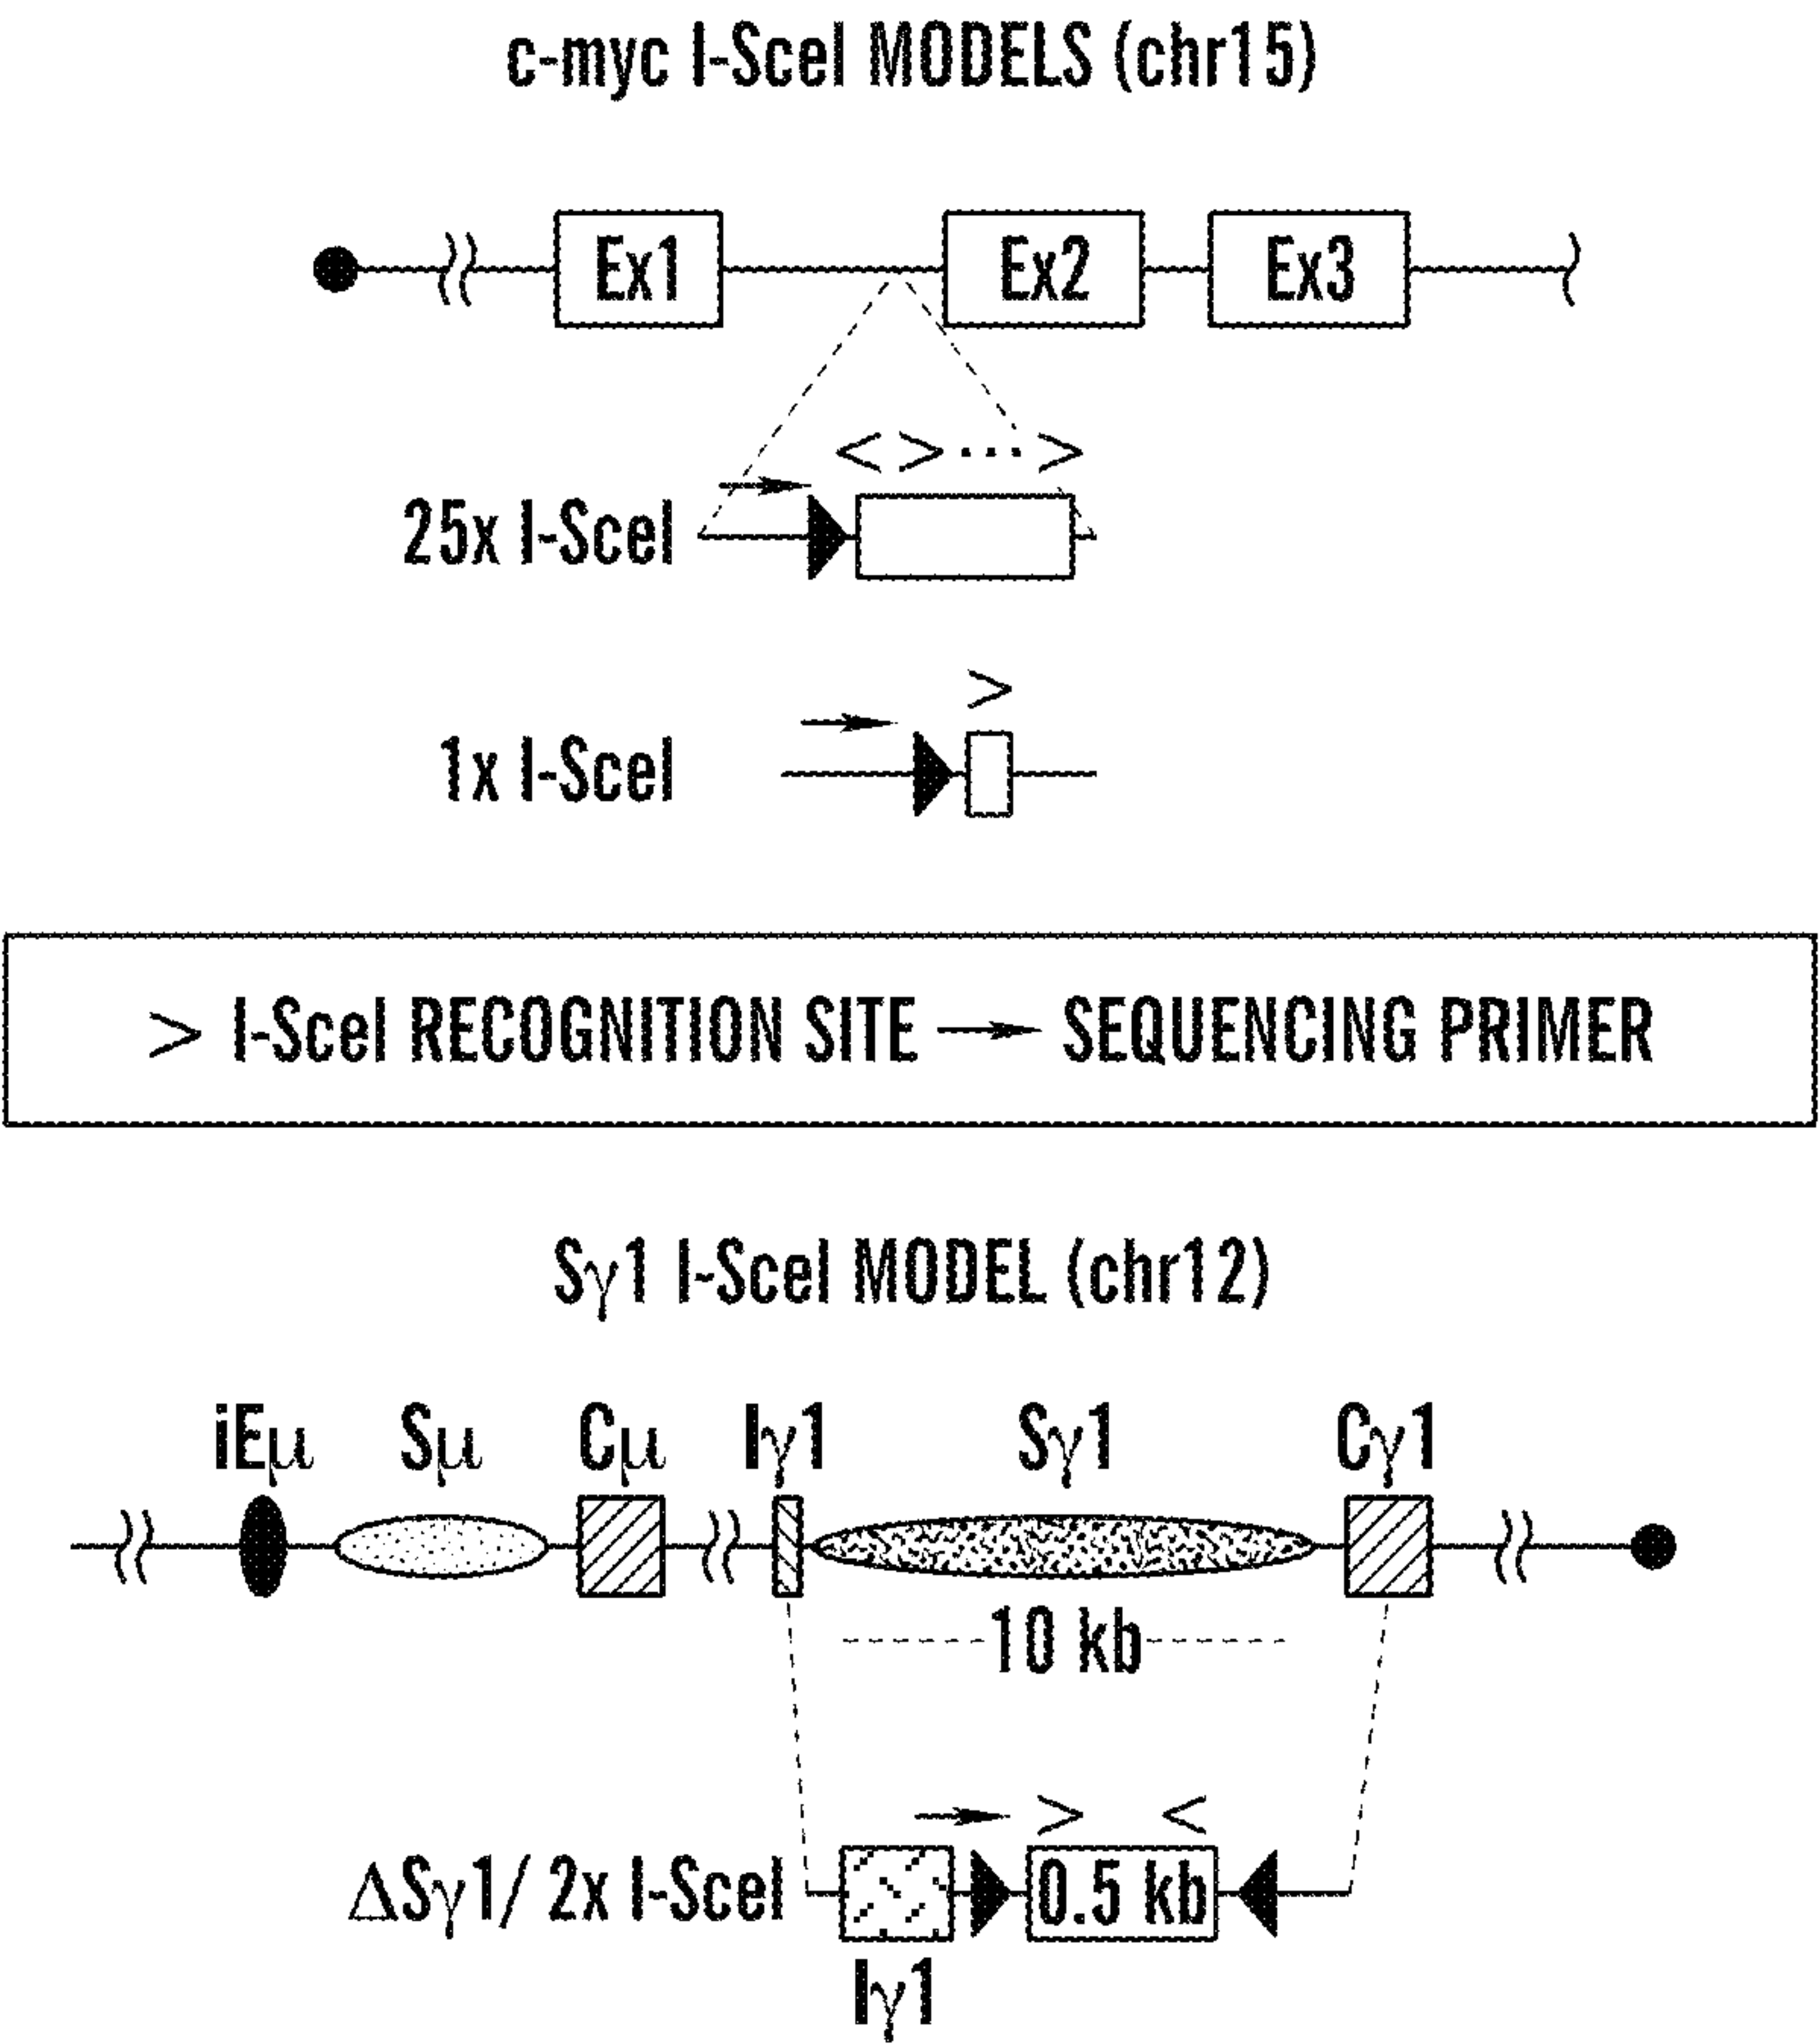 c-myc I-SceI MODELS (chr15)
Ex1 Ex2 Ex3
< > ··· >
25x I-SceI
>
1x I-SceI
> I-SceI RECOGNITION SITE → SEQUENCING PRIMER
Sγ1 I-SceI MODEL (chr12)
iEμ Sμ Cμ Iγ1 Sγ1 Cγ1
10 kb
> <
ΔSγ1/ 2x I-SceI 0.5 kb
Iγ1